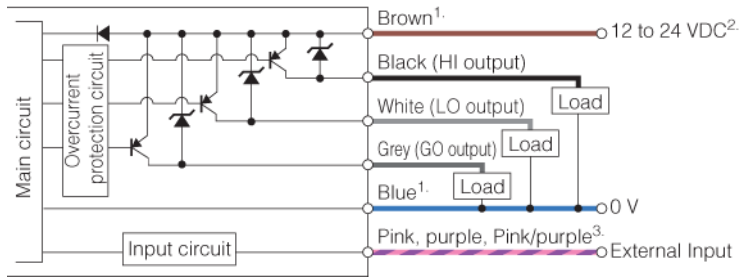 Brown1.
12 to 24 VDC2.
Black (HI output)
Load
White (LO output)
Load
Grey (GO output)
Load
Blue1.
0 V
Pink, purple, Pink/purple3.
External Input
Main circuit
Overcurrent
protection circuit
Input circuit